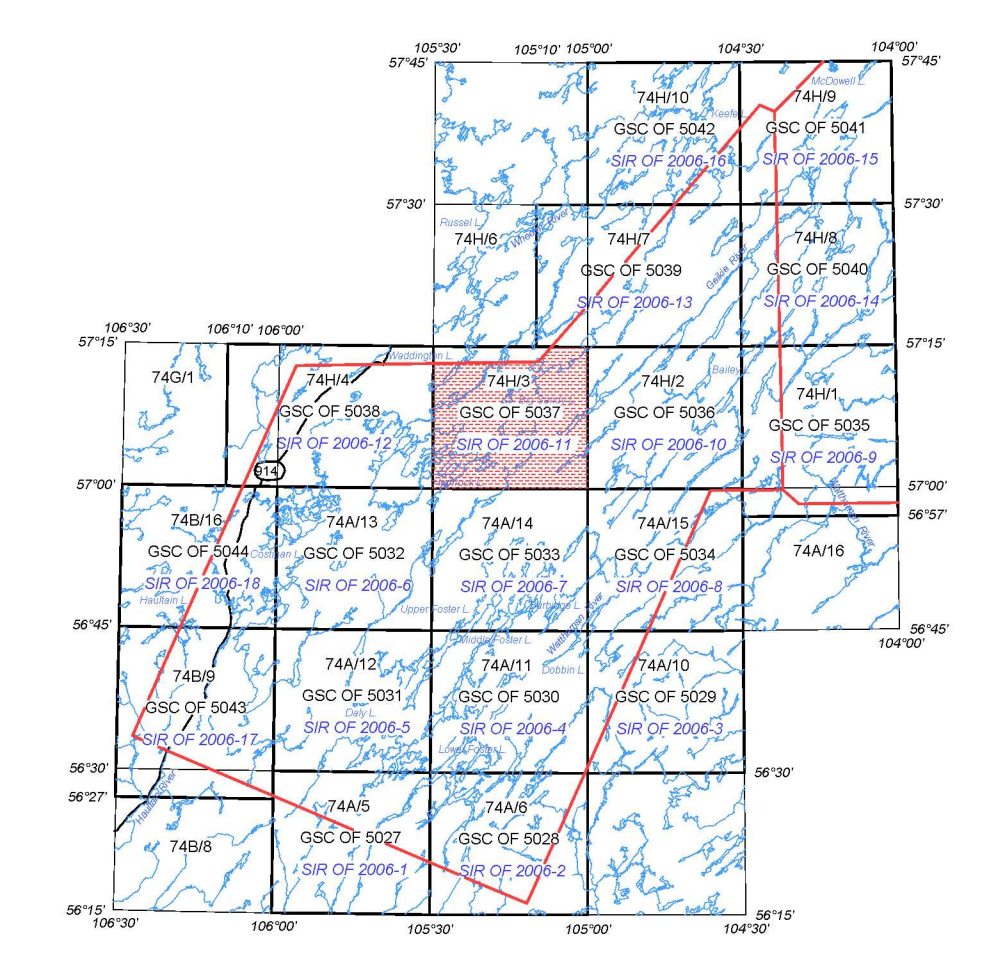 105°30' 105°10' 105°00' 104°30' 104°00'
57°45' 57°45'
McDowell L.
74H/10 74H/9
Keefe L.
GSC OF 5042 GSC OF 5041
SIR OF 2006-16 SIR OF 2006-15
57°30' 57°30'
Russel L.
Wheeler River
74H/6 74H/7 74H/8
Geikie River
GSC OF 5039 GSC OF 5040
SIR OF 2006-13 SIR OF 2006-14
106°30' 106°10' 106°00'
57°15' 57°15'
Waddington L.
Bailey L.
74G/1 74H/4 74H/3 74H/2 74H/1
GSC OF 5038 GSC OF 5037 GSC OF 5036 GSC OF 5035
SIR OF 2006-12 SIR OF 2006-11 SIR OF 2006-10 SIR OF 2006-9
914
57°00' 57°00'
Wathaman River
56°57'
74B/16 74A/13 74A/14 74A/15 74A/16
GSC OF 5044 GSC OF 5032 GSC OF 5033 GSC OF 5034
Costigan L.
SIR OF 2006-18 SIR OF 2006-6 SIR OF 2006-7 SIR OF 2006-8
Haultain L.
Upper Foster L. Burbidge L.
Wathaman River
56°45' 56°45'
104°00'
Middle Foster L.
74B/9 74A/12 74A/11 74A/10
Dobbin L.
GSC OF 5043 GSC OF 5031 GSC OF 5030 GSC OF 5029
Daly L.
SIR OF 2006-17 SIR OF 2006-5 SIR OF 2006-4 SIR OF 2006-3
Lower Foster L.
56°30' 56°30'
56°27'
Haultain River
74B/8 74A/5 74A/6
GSC OF 5027 GSC OF 5028
SIR OF 2006-1 SIR OF 2006-2
56°15' 56°15'
106°30' 106°00' 105°30' 105°00' 104°30'